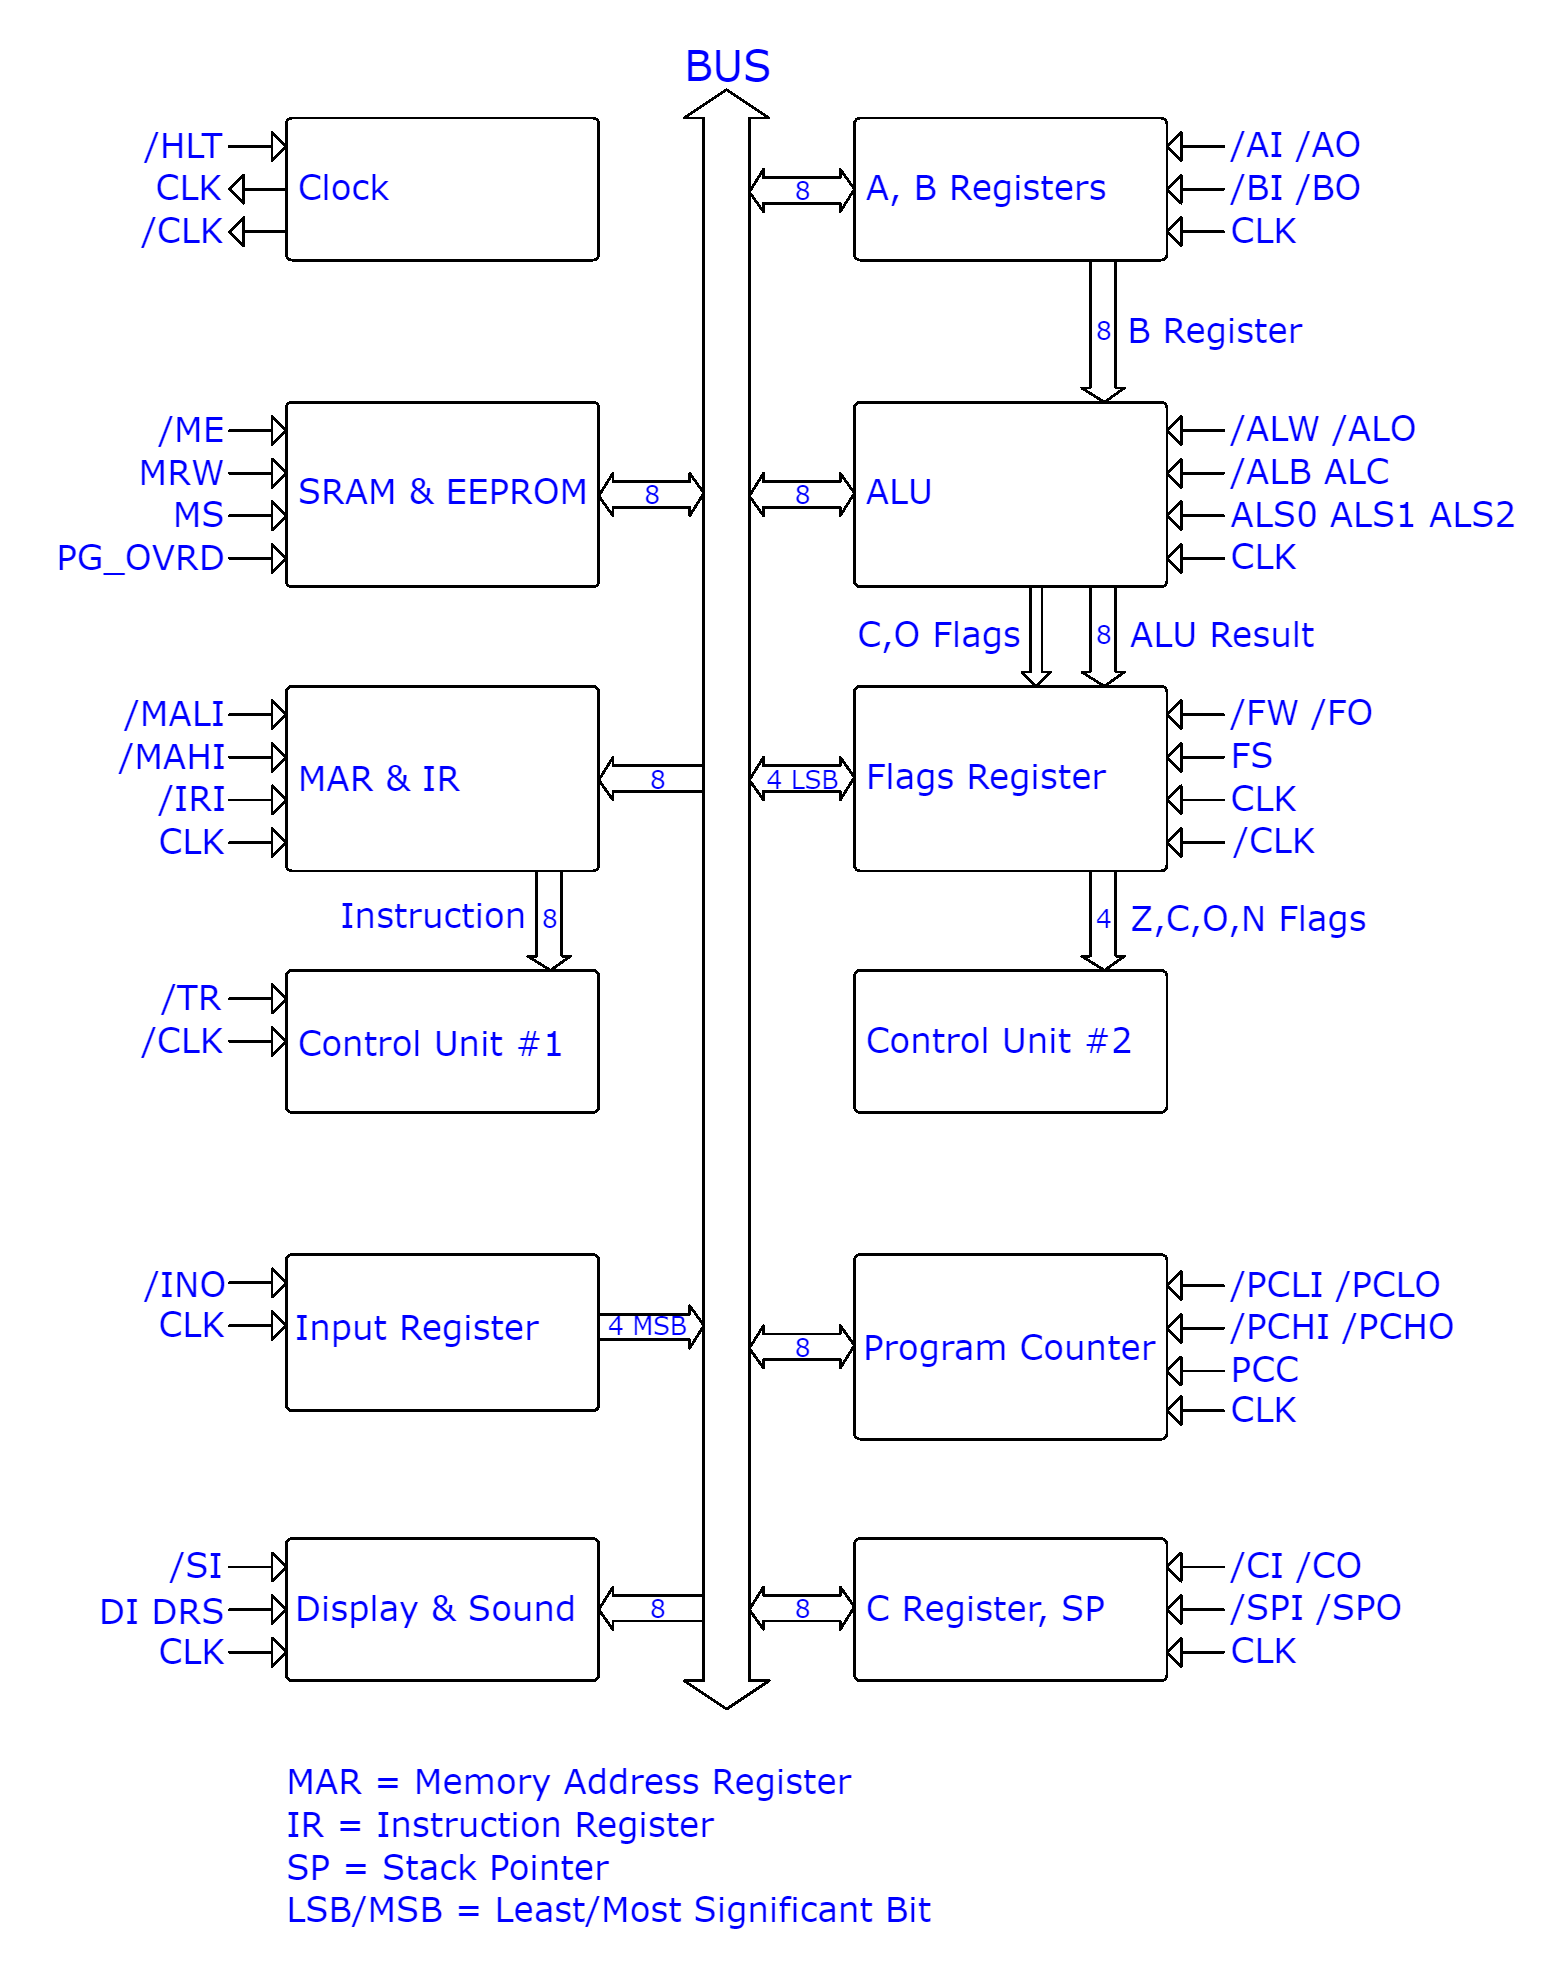 BUS
/HLT
CLK
/CLK
Clock
8
A, B Registers
/AI /AO
/BI /BO
CLK
8
B Register
/ME
MRW
MS
PG_OVRD
SRAM & EEPROM
8
8
ALU
/ALW /ALO
/ALB ALC
ALS0 ALS1 ALS2
CLK
C,O Flags
8
ALU Result
/MALI
/MAHI
/IRI
CLK
MAR & IR
8
4 LSB
Flags Register
/FW /FO
FS
CLK
/CLK
Instruction
8
4
Z,C,O,N Flags
/TR
/CLK
Control Unit #1
Control Unit #2
/INO
CLK
Input Register
4 MSB
8
Program Counter
/PCLI /PCLO
/PCHI /PCHO
PCC
CLK
/SI
DI DRS
CLK
Display & Sound
8
8
C Register, SP
/CI /CO
/SPI /SPO
CLK
MAR = Memory Address Register
IR = Instruction Register
SP = Stack Pointer
LSB/MSB = Least/Most Significant Bit